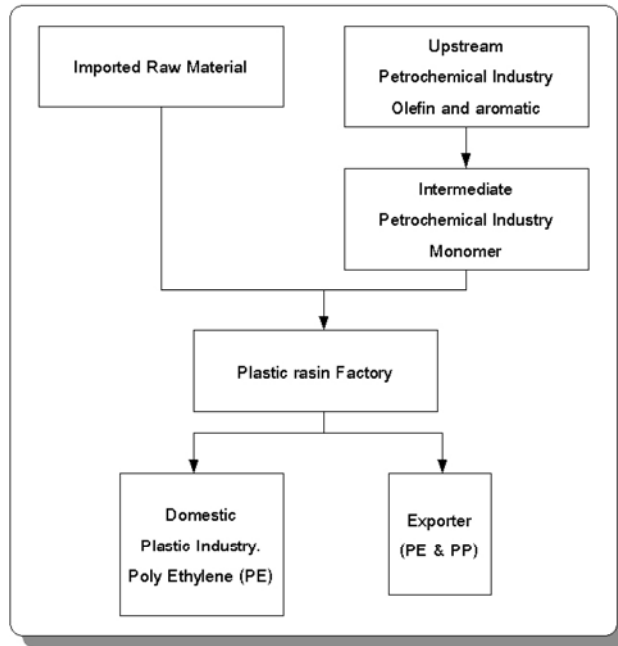 Imported Raw Material
Upstream
Petrochemical Industry
Olefin and aromatic
Intermediate
Petrochemical Industry
Monomer
Plastic rasin Factory
Domestic
Plastic Industry.
Poly Ethylene (PE)
Exporter
(PE & PP)